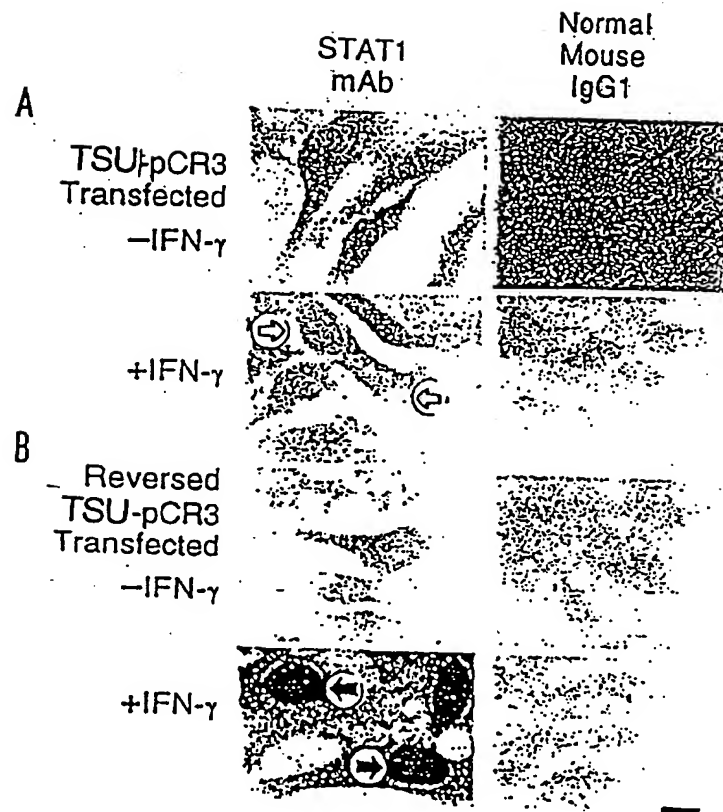 STAT1
mAb
Normal
Mouse
IgG1
A
TSU-pCR3
Transfected
−IFN-γ
+IFN-γ
B
Reversed
TSU-pCR3
Transfected
−IFN-γ
+IFN-γ